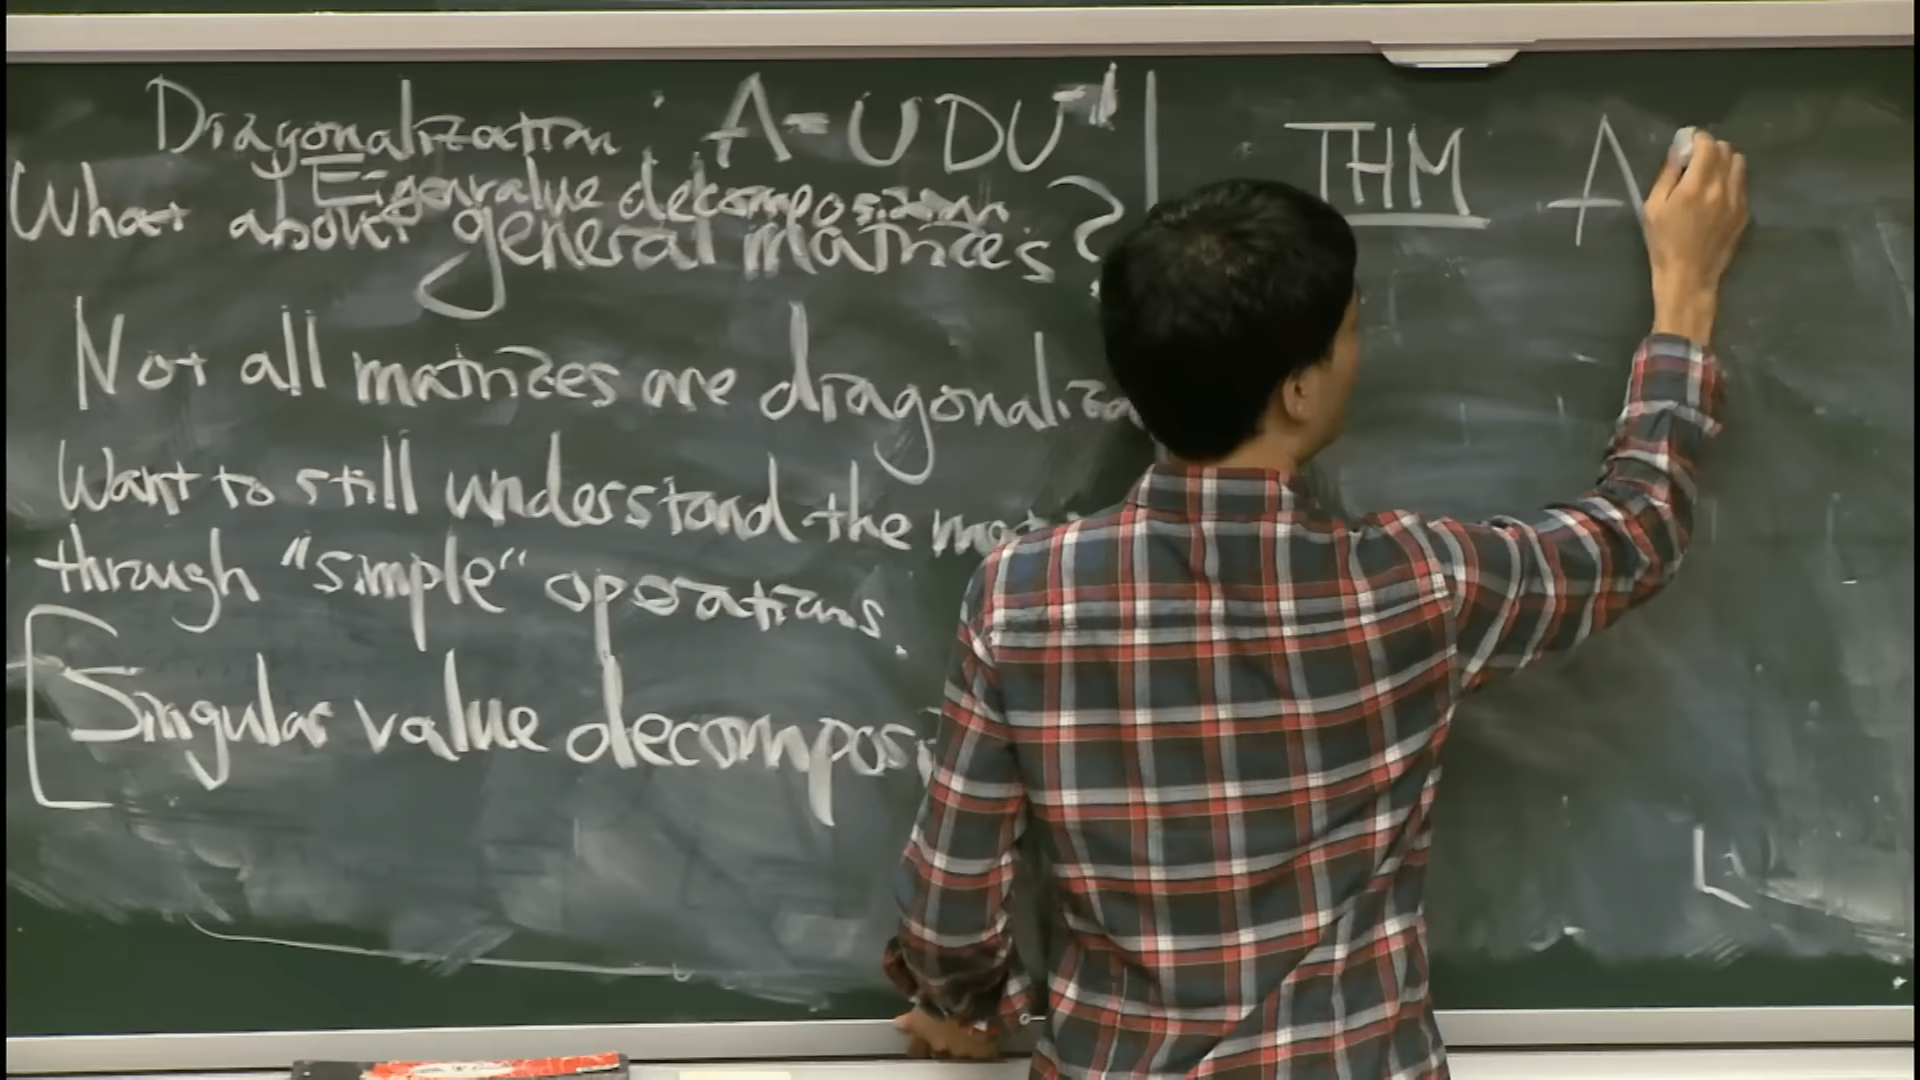 Diagonalization : A = UDU⁻¹
Eigenvalue decomposition
What about general matrices?
Not all matrices are diagonaliza
Want to still understand the ma
through "simple" operations.
Singular value decomposi
THM A